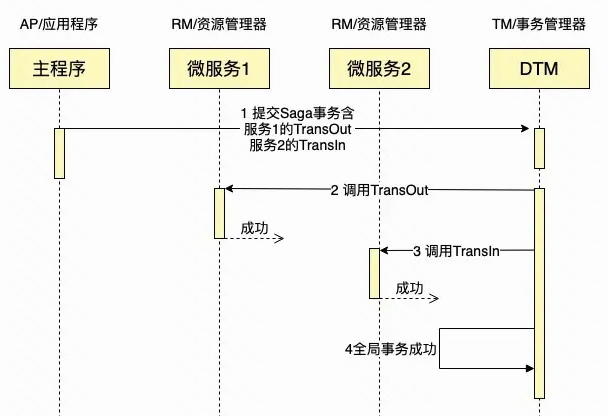 AP/应用程序
RM/资源管理器
RM/资源管理器
TM/事务管理器
主程序
微服务1
微服务2
DTM
1 提交Saga事务含
服务1的TransOut
服务2的TransIn
2 调用TransOut
成功
3 调用TransIn
成功
4全局事务成功